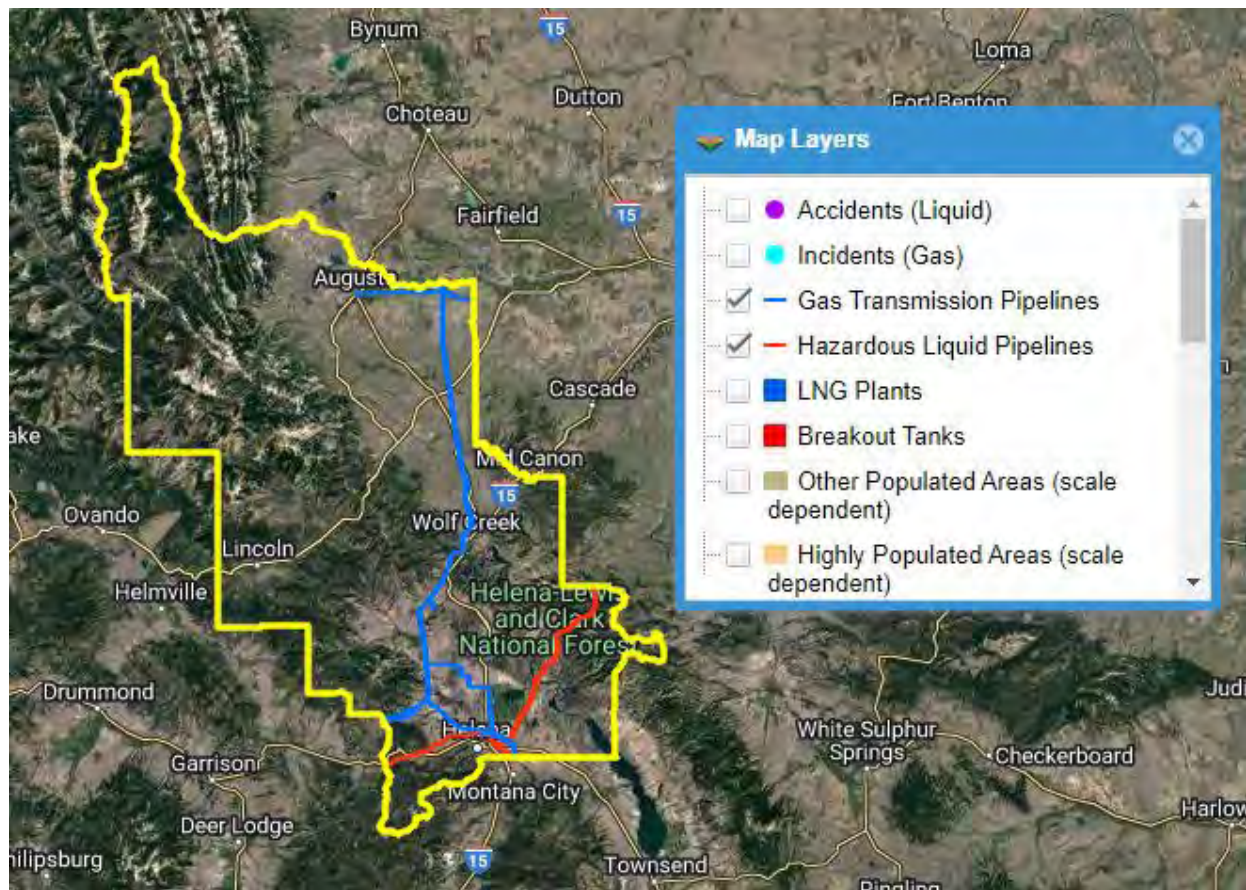 Bynum
15
Loma
Dutton
Fort Benton
Choteau
Map Layers
Accidents (Liquid)
Fairfield
15
Incidents (Gas)
Augusta
Gas Transmission Pipelines
Hazardous Liquid Pipelines
Cascade
LNG Plants
Breakout Tanks
Mid Canon
Other Populated Areas (scale
dependent)
15
Ovando
Wolf Creek
Lincoln
Highly Populated Areas (scale
dependent)
Helmville
Helena-Lewis
and Clark
National Forest
Drummond
Helena
White Sulphur
Springs
Checkerboard
Garrison
Montana City
Deer Lodge
15
Townsend
Ringling